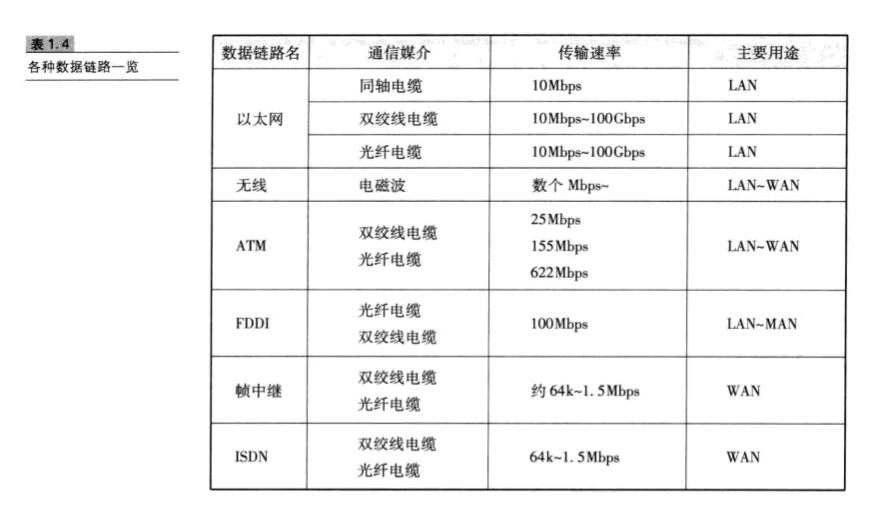 表1.4
各种数据链路一览
数据链路名 通信媒介 传输速率 主要用途
以太网 同轴电缆 10Mbps LAN
双绞线电缆 10Mbps~100Gbps LAN
光纤电缆 10Mbps~100Gbps LAN
无线 电磁波 数个 Mbps~ LAN~WAN
ATM 双绞线电缆 光纤电缆 25Mbps 155Mbps 622Mbps LAN~WAN
FDDI 光纤电缆 双绞线电缆 100Mbps LAN~MAN
帧中继 双绞线电缆 光纤电缆 约 64k~1.5Mbps WAN
ISDN 双绞线电缆 光纤电缆 64k~1.5Mbps WAN